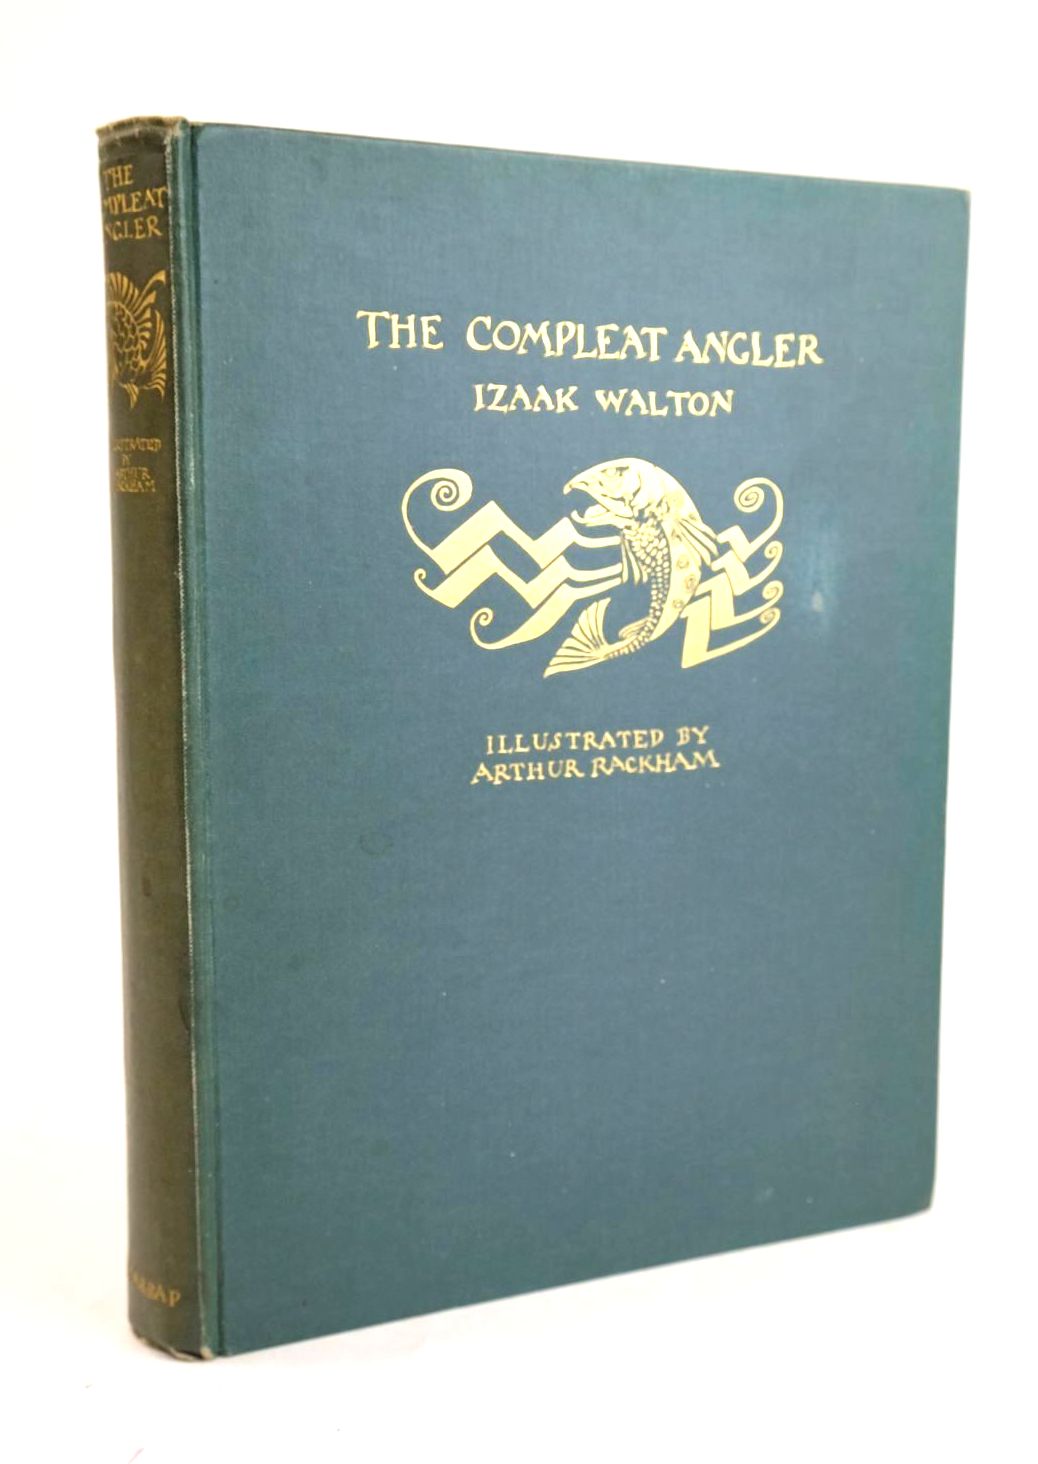 THE COMPLEAT ANGLER
IZAAK WALTON
ILLUSTRATED BY
ARTHUR RACKHAM
THE
COMPLEAT
ANGLER
ILLUSTRATED
BY
ARTHUR
RACKHAM
HARRAP